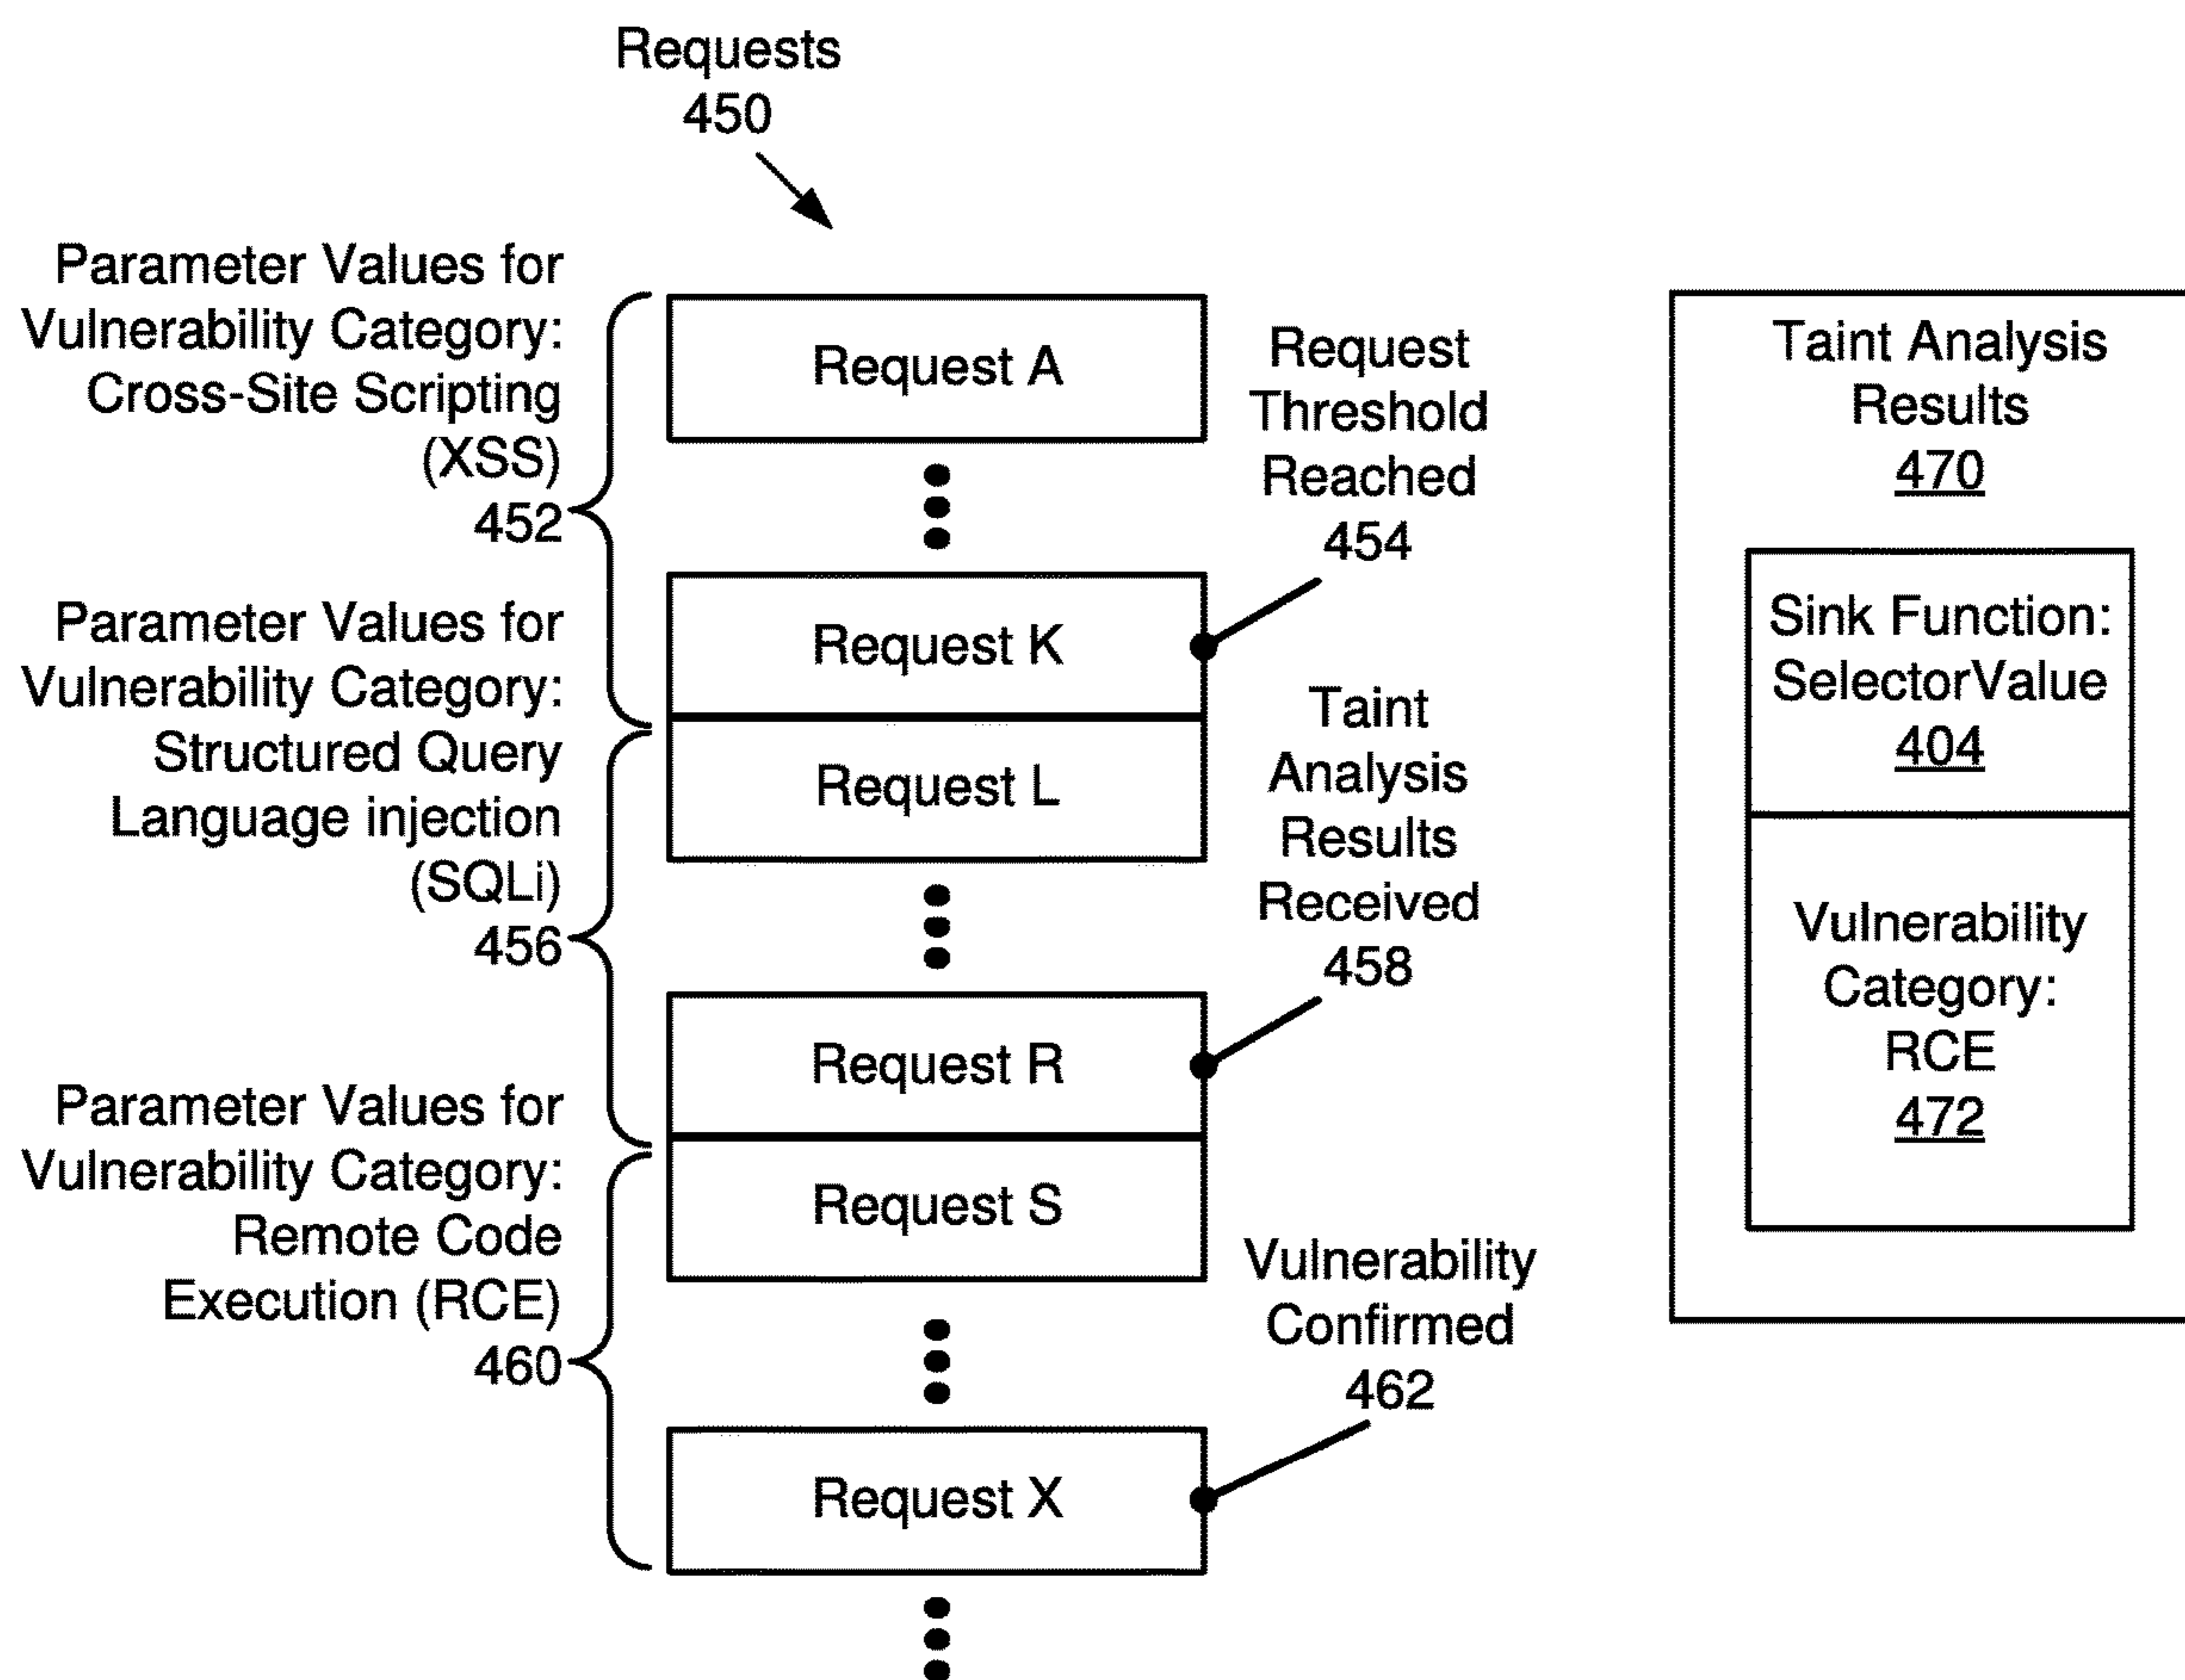 Requests
450
Parameter Values for
Vulnerability Category:
Cross-Site Scripting
(XSS)
452
Request A
Request
Threshold
Reached
454
Request K
Parameter Values for
Vulnerability Category:
Structured Query
Language injection
(SQLi)
456
Request L
Taint
Analysis
Results
Received
458
Request R
Parameter Values for
Vulnerability Category:
Remote Code
Execution (RCE)
460
Request S
Vulnerability
Confirmed
462
Request X
Taint Analysis
Results
470
Sink Function:
SelectorValue
404
Vulnerability
Category:
RCE
472